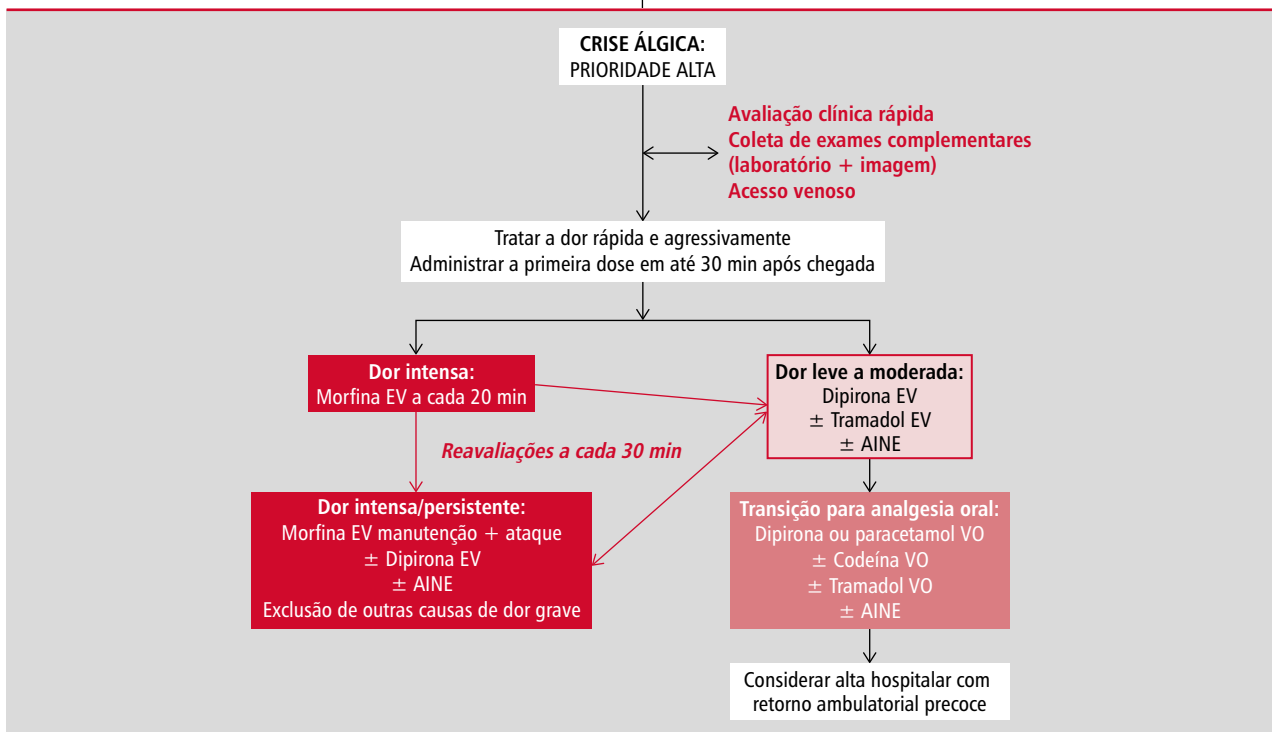 CRISE ÁLGICA:
PRIORIDADE ALTA
Avaliação clínica rápida
Coleta de exames complementares
(laboratório + imagem)
Acesso venoso
Tratar a dor rápida e agressivamente
Administrar a primeira dose em até 30 min após chegada
Dor intensa:
Morfina EV a cada 20 min
Dor leve a moderada:
Dipirona EV
± Tramadol EV
± AINE
Reavaliações a cada 30 min
Dor intensa/persistente:
Morfina EV manutenção + ataque
± Dipirona EV
± AINE
Exclusão de outras causas de dor grave
Transição para analgesia oral:
Dipirona ou paracetamol VO
± Codeína VO
± Tramadol VO
± AINE
Considerar alta hospitalar com
retorno ambulatorial precoce